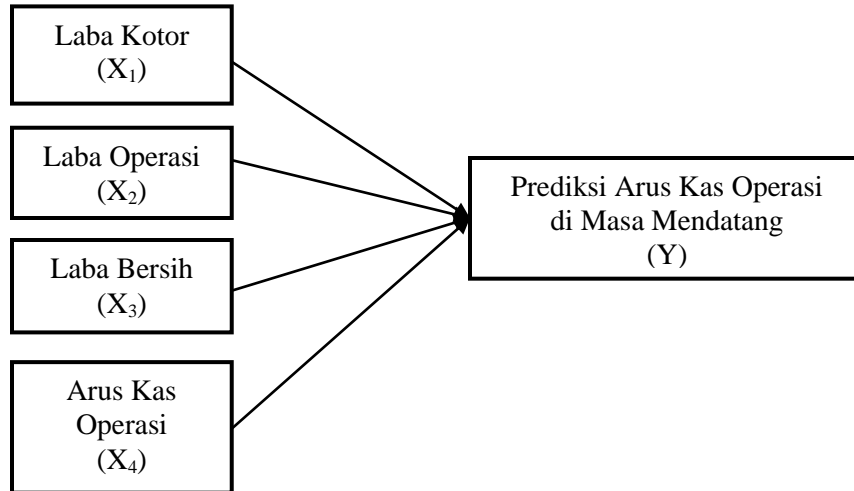 Laba Kotor
(X₁)
Laba Operasi
(X₂)
Laba Bersih
(X₃)
Arus Kas
Operasi
(X₄)
Prediksi Arus Kas Operasi
di Masa Mendatang
(Y)